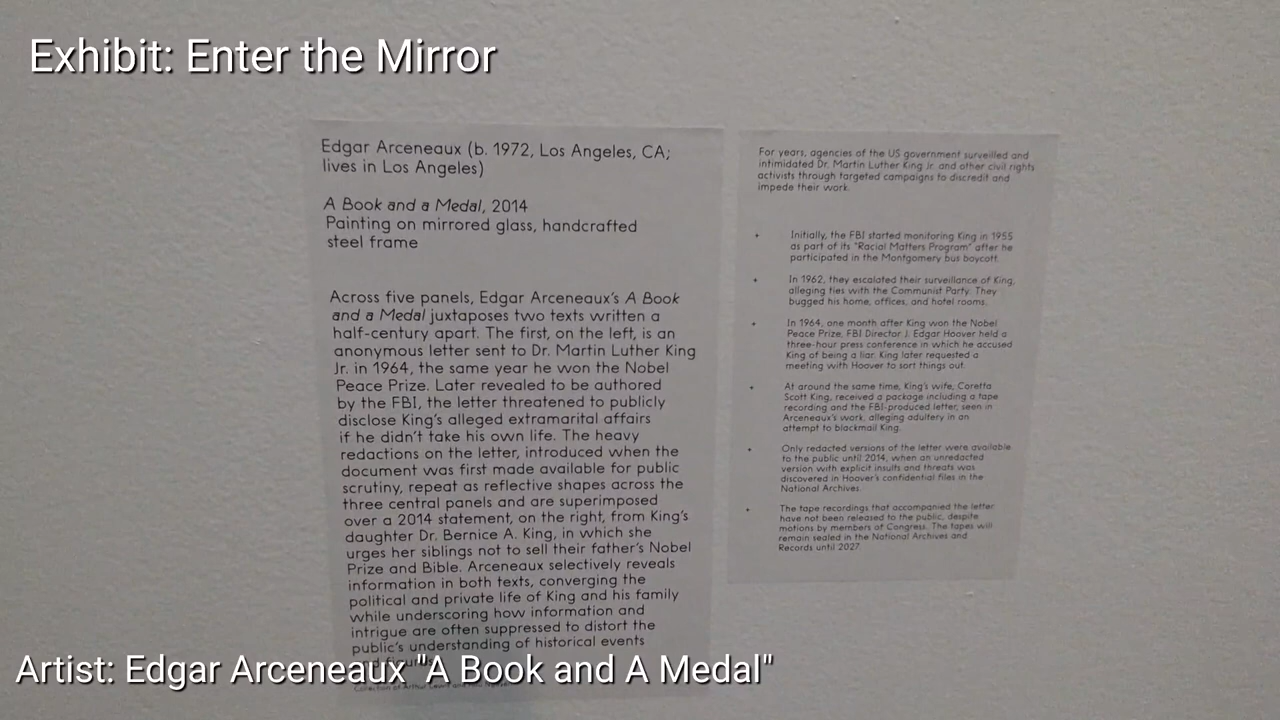 Exhibit: Enter the Mirror
Edgar Arceneaux (b. 1972, Los Angeles, CA;
lives in Los Angeles)
A Book and a Medal, 2014
Painting on mirrored glass, handcrafted
steel frame
Across five panels, Edgar Arceneaux's A Book
and a Medal juxtaposes two texts written a
half-century apart. The first, on the left, is an
anonymous letter sent to Dr. Martin Luther King
Jr. in 1964, the same year he won the Nobel
Peace Prize. Later revealed to be authored
by the FBI, the letter threatened to publicly
disclose King's alleged extramarital affairs
if he didn't take his own life. The heavy
redactions on the letter, introduced when the
document was first made available for public
scrutiny, repeat as reflective shapes across the
three central panels and are superimposed
over a 2014 statement, on the right, from King's
daughter Dr. Bernice A. King, in which she
urges her siblings not to sell their father's Nobel
Prize and Bible. Arceneaux selectively reveals
information in both texts, converging the
political and private life of King and his family
while underscoring how information and
intrigue are often suppressed to distort the
public's understanding of historical events
Collection of Arthur
For years, agencies of the US government surveilled and
intimidated Dr. Martin Luther King Jr. and other civil rights
activists through targeted campaigns to discredit and
impede their work.
• Initially, the FBI started monitoring King in 1955
as part of its "Racial Matters Program" after he
participated in the Montgomery bus boycott.
• In 1962, they escalated their surveillance of King,
alleging ties with the Communist Party. They
bugged his home, offices, and hotel rooms.
• In 1964, one month after King won the Nobel
Peace Prize, FBI Director J. Edgar Hoover held a
three-hour press conference in which he accused
King of being a liar. King later requested a
meeting with Hoover to sort things out.
• At around the same time, King's wife, Coretta
Scott King, received a package including a tape
recording and the FBI-produced letter, seen in
Arceneaux's work, alleging adultery in an
attempt to blackmail King.
• Only redacted versions of the letter were available
to the public until 2014, when an unredacted
version with explicit insults and threats was
discovered in Hoover's confidential files in the
National Archives.
• The tape recordings that accompanied the letter
have not been released to the public, despite
motions by members of Congress. The tapes will
remain sealed in the National Archives and
Records until 2027.
Artist: Edgar Arceneaux "A Book and A Medal"